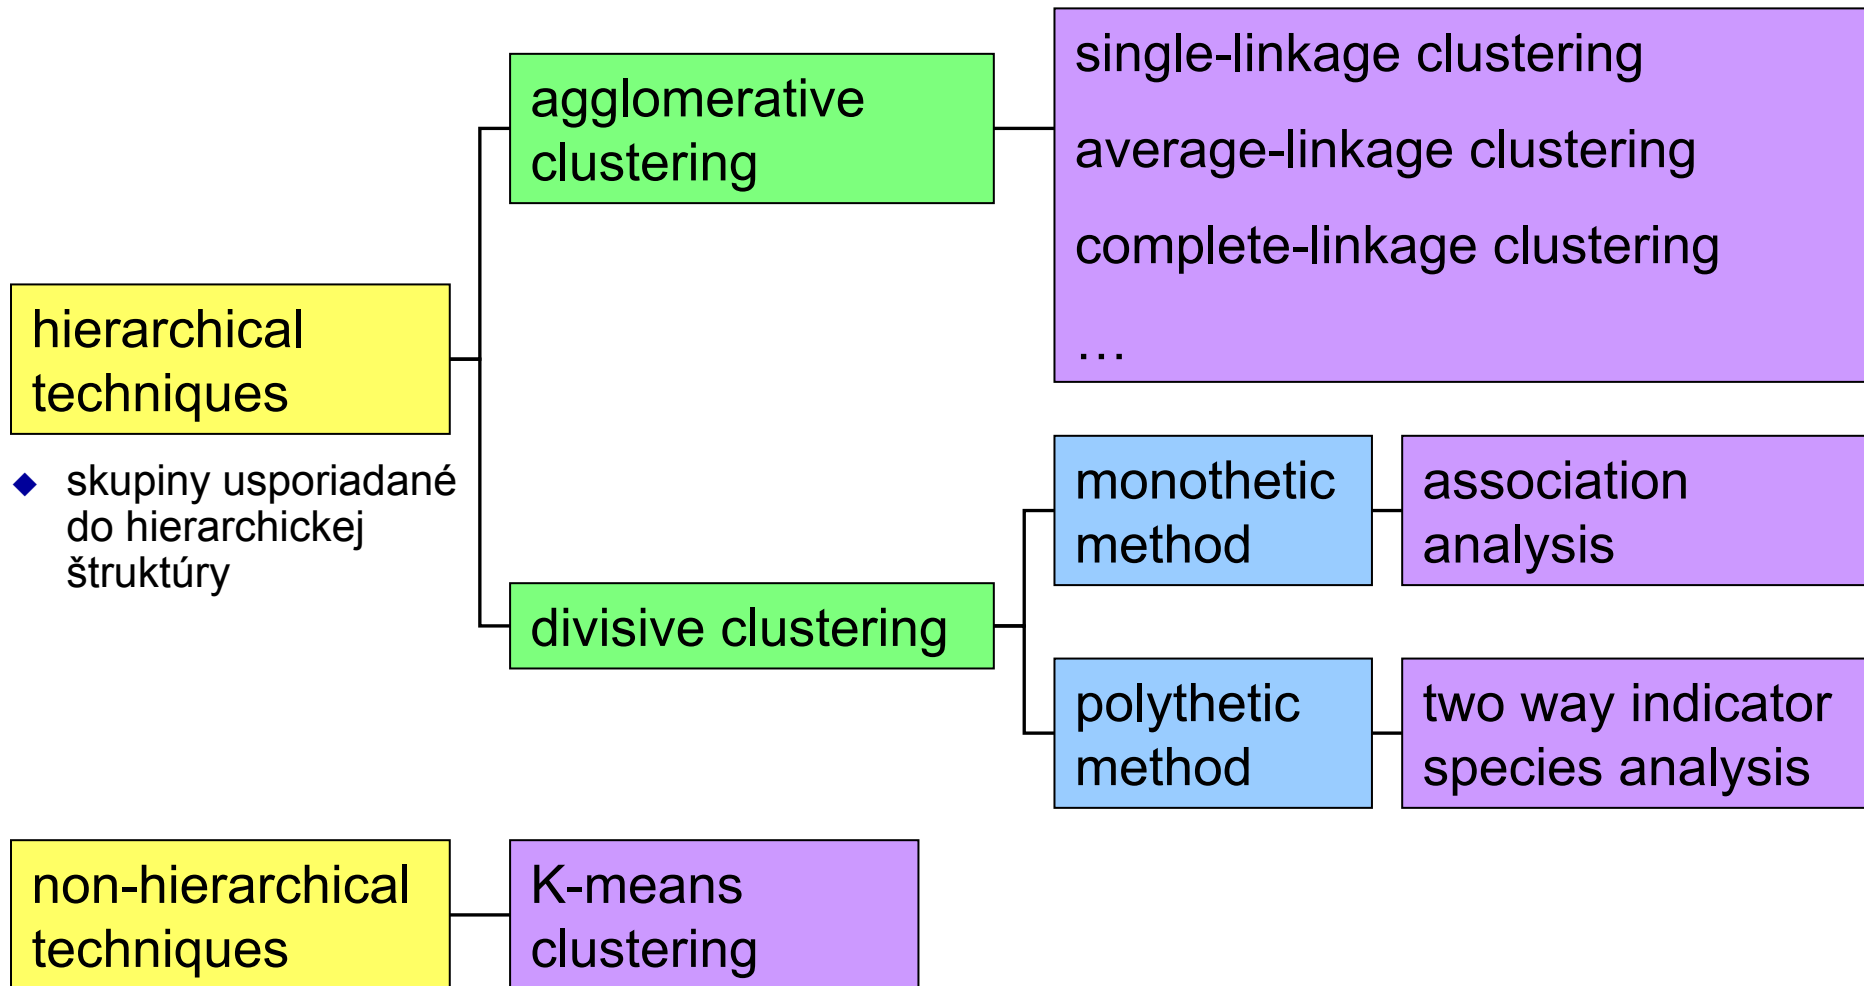 single-linkage clustering
average-linkage clustering
complete-linkage clustering
…
agglomerative
clustering
hierarchical
techniques
◆ skupiny usporiadané
do hierarchickej
štruktúry
divisive clustering
monothetic
method
association
analysis
polythetic
method
two way indicator
species analysis
non-hierarchical
techniques
K-means
clustering